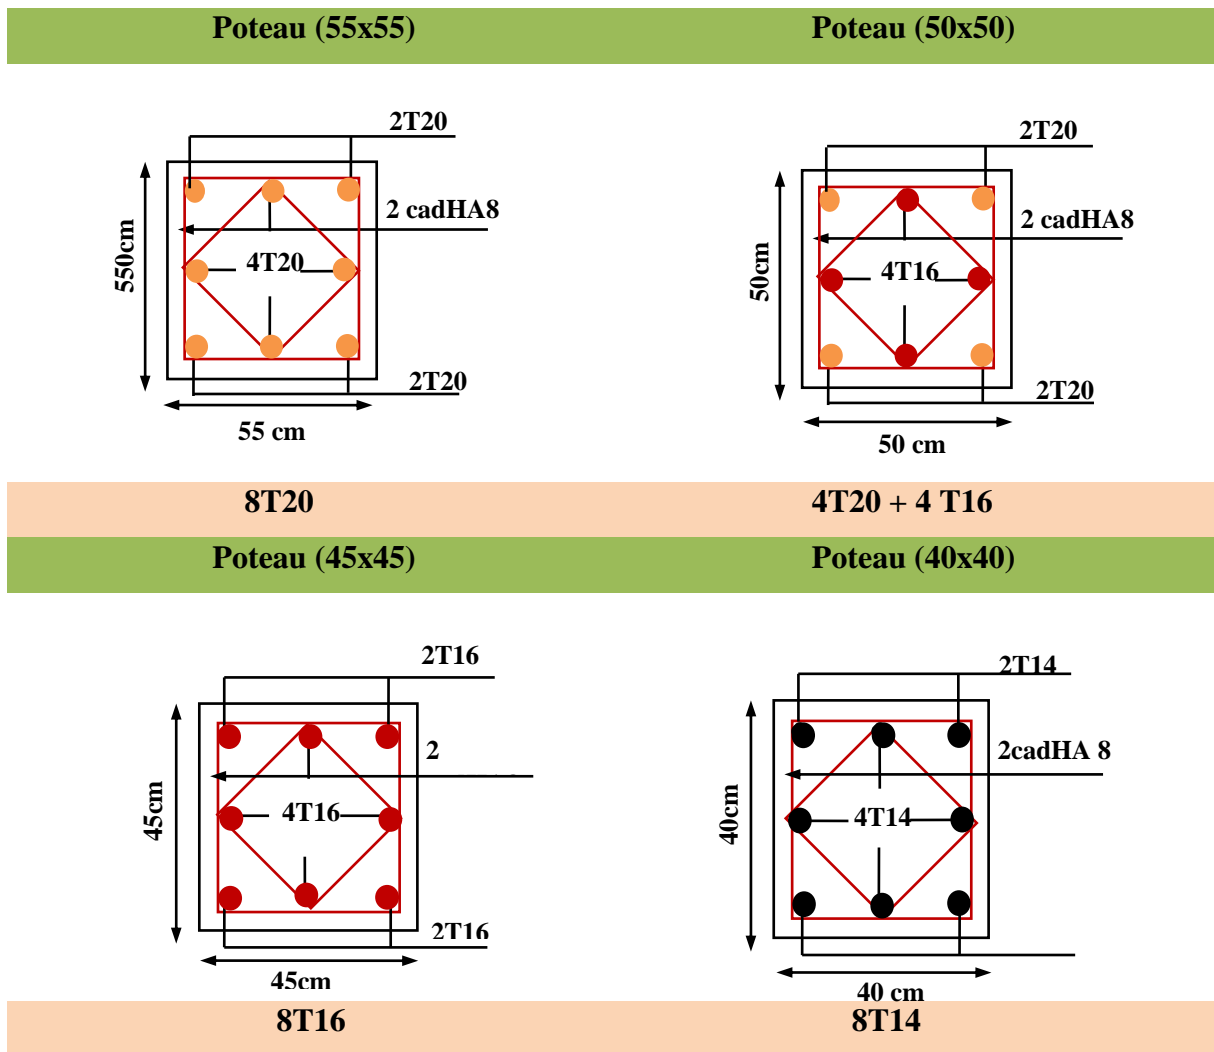 Poteau (55x55)
Poteau (50x50)
2T20
2 cadHA8
550cm
4T20
2T20
55 cm
2T20
2 cadHA8
50cm
4T16
2T20
50 cm
8T20
4T20 + 4 T16
Poteau (45x45)
Poteau (40x40)
2T16
2
45cm
4T16
2T16
45cm
2T14
2cadHA 8
40cm
4T14
40 cm
8T16
8T14